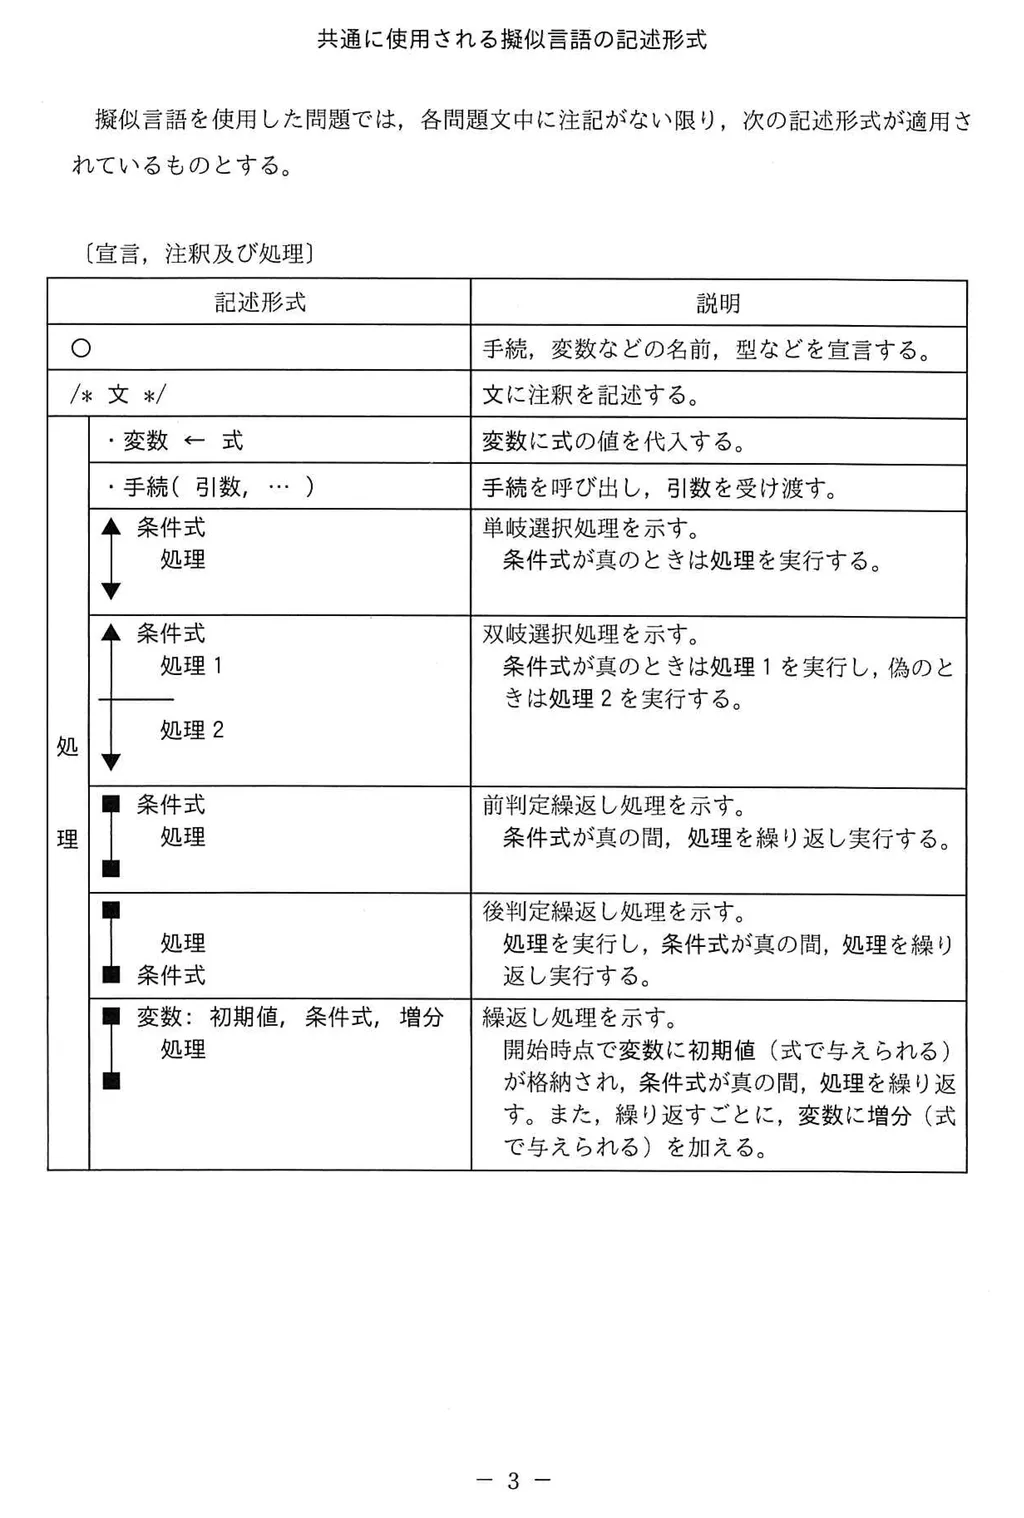 共通に使用される擬似言語の記述形式
擬似言語を使用した問題では，各問題文中に注記がない限り，次の記述形式が適用さ
れているものとする。
〔宣言，注釈及び処理〕
記述形式
説明
○
手続，変数などの名前，型などを宣言する。
/* 文 */
文に注釈を記述する。
処
理
・変数 ← 式
変数に式の値を代入する。
・手続( 引数, … )
手続を呼び出し，引数を受け渡す。
▲ 条件式
処理
▼
単岐選択処理を示す。
条件式が真のときは処理を実行する。
▲ 条件式
処理 1
処理 2
▼
双岐選択処理を示す。
条件式が真のときは処理 1 を実行し，偽のと
きは処理 2 を実行する。
■ 条件式
処理
■
前判定繰返し処理を示す。
条件式が真の間，処理を繰り返し実行する。
■
処理
■ 条件式
後判定繰返し処理を示す。
処理を実行し，条件式が真の間，処理を繰り
返し実行する。
■ 変数: 初期値, 条件式, 増分
処理
■
繰返し処理を示す。
開始時点で変数に初期値（式で与えられる）
が格納され，条件式が真の間，処理を繰り返
す。また，繰り返すごとに，変数に増分（式
で与えられる）を加える。
－ 3 －